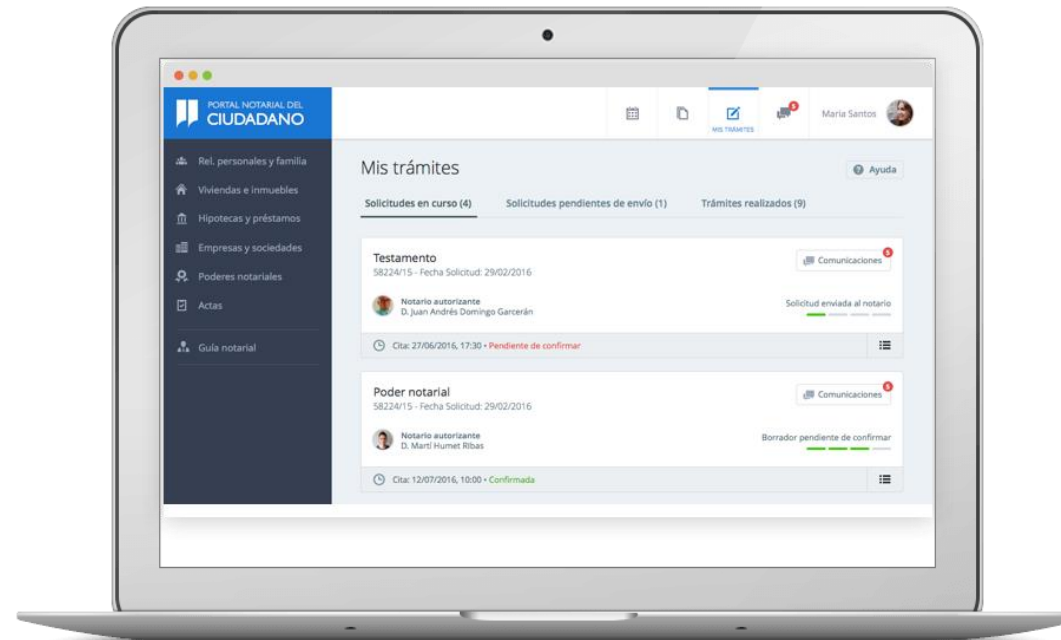 PORTAL NOTARIAL DEL
CIUDADANO
MIS TRÁMITES
5
Maria Santos
Rel. personales y familia
Viviendas e inmuebles
Hipotecas y préstamos
Empresas y sociedades
Poderes notariales
Actas
Guía notarial
Mis trámites
Ayuda
Solicitudes en curso (4)
Solicitudes pendientes de envío (1)
Trámites realizados (9)
Testamento
58224/15 - Fecha Solicitud: 29/02/2016
Comunicaciones
5
Notario autorizante
D. Juan Andrés Domingo Garcerán
Solicitud enviada al notario
Cita: 27/06/2016, 17:30 • Pendiente de confirmar
Poder notarial
58224/15 - Fecha Solicitud: 29/02/2016
Comunicaciones
5
Notario autorizante
D. Martí Humet Ribas
Borrador pendiente de confirmar
Cita: 12/07/2016, 10:00 • Confirmada